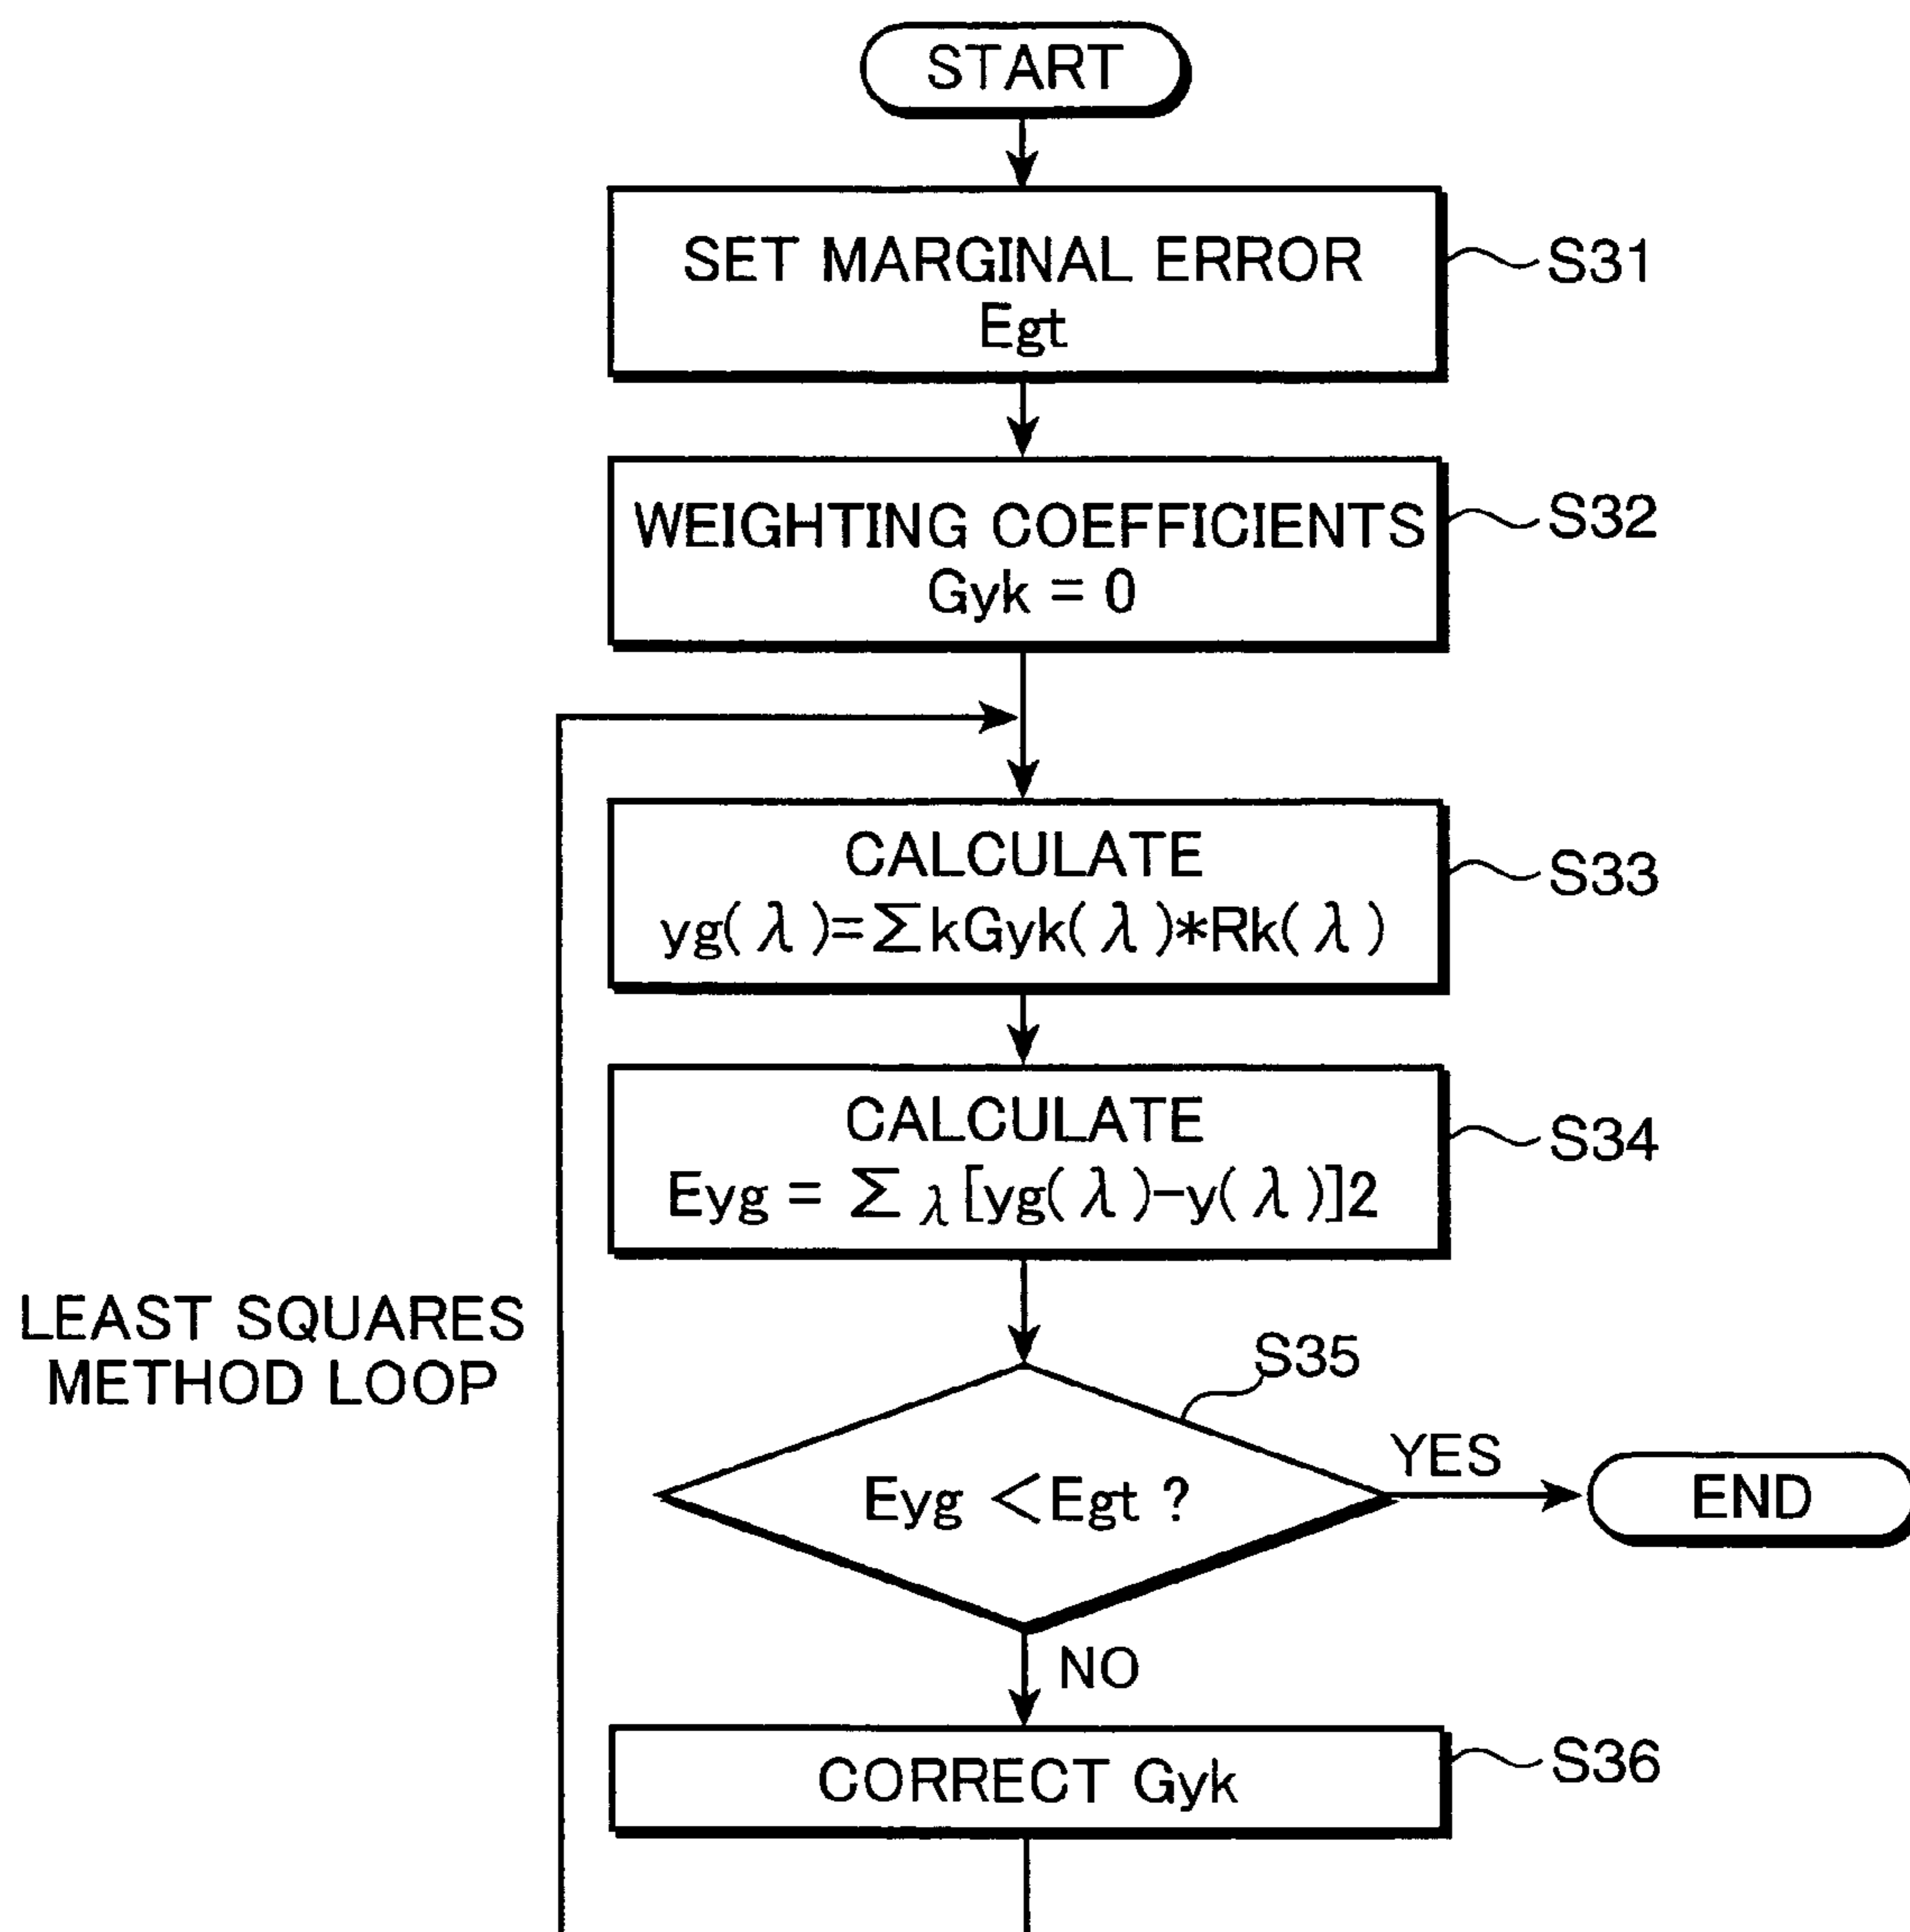 START
SET MARGINAL ERROR
Egt
S31
WEIGHTING COEFFICIENTS
Gyk = 0
S32
CALCULATE
yg(λ)=ΣkGyk(λ)*Rk(λ)
S33
CALCULATE
Eyg = Σλ[yg(λ)-y(λ)]2
S34
LEAST SQUARES
METHOD LOOP
S35
Eyg <Egt ?
YES
END
NO
CORRECT Gyk
S36